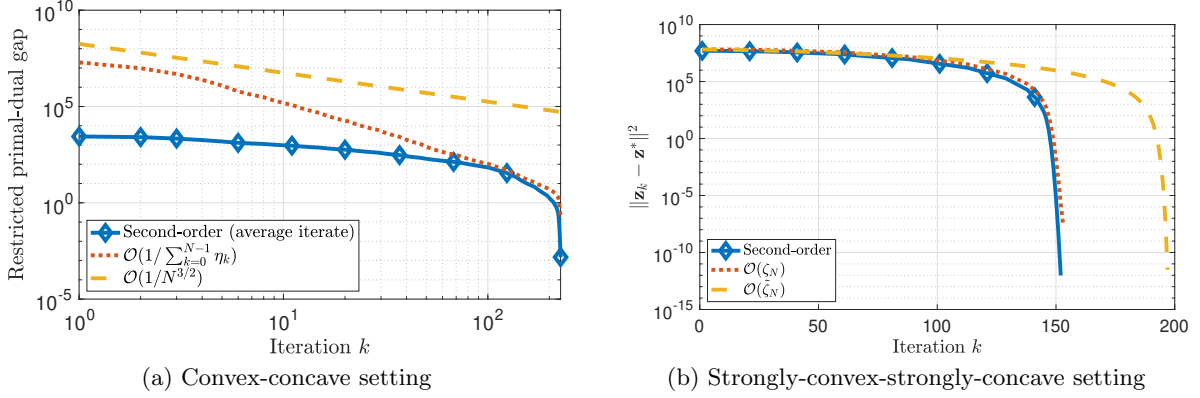 10^10
10^5
10^0
10^-5
Restricted primal-dual gap
Second-order (average iterate)
O(1/∑_{k=0}^{N-1} η_k)
O(1/N^{3/2})
10^0
10^1
10^2
Iteration k
(a) Convex-concave setting
10^10
10^5
10^0
10^-5
10^-10
10^-15
‖z_k − z*‖^2
Second-order
O(ζ_N)
O(ζ̃_N)
0
50
100
150
200
Iteration k
(b) Strongly-convex-strongly-concave setting